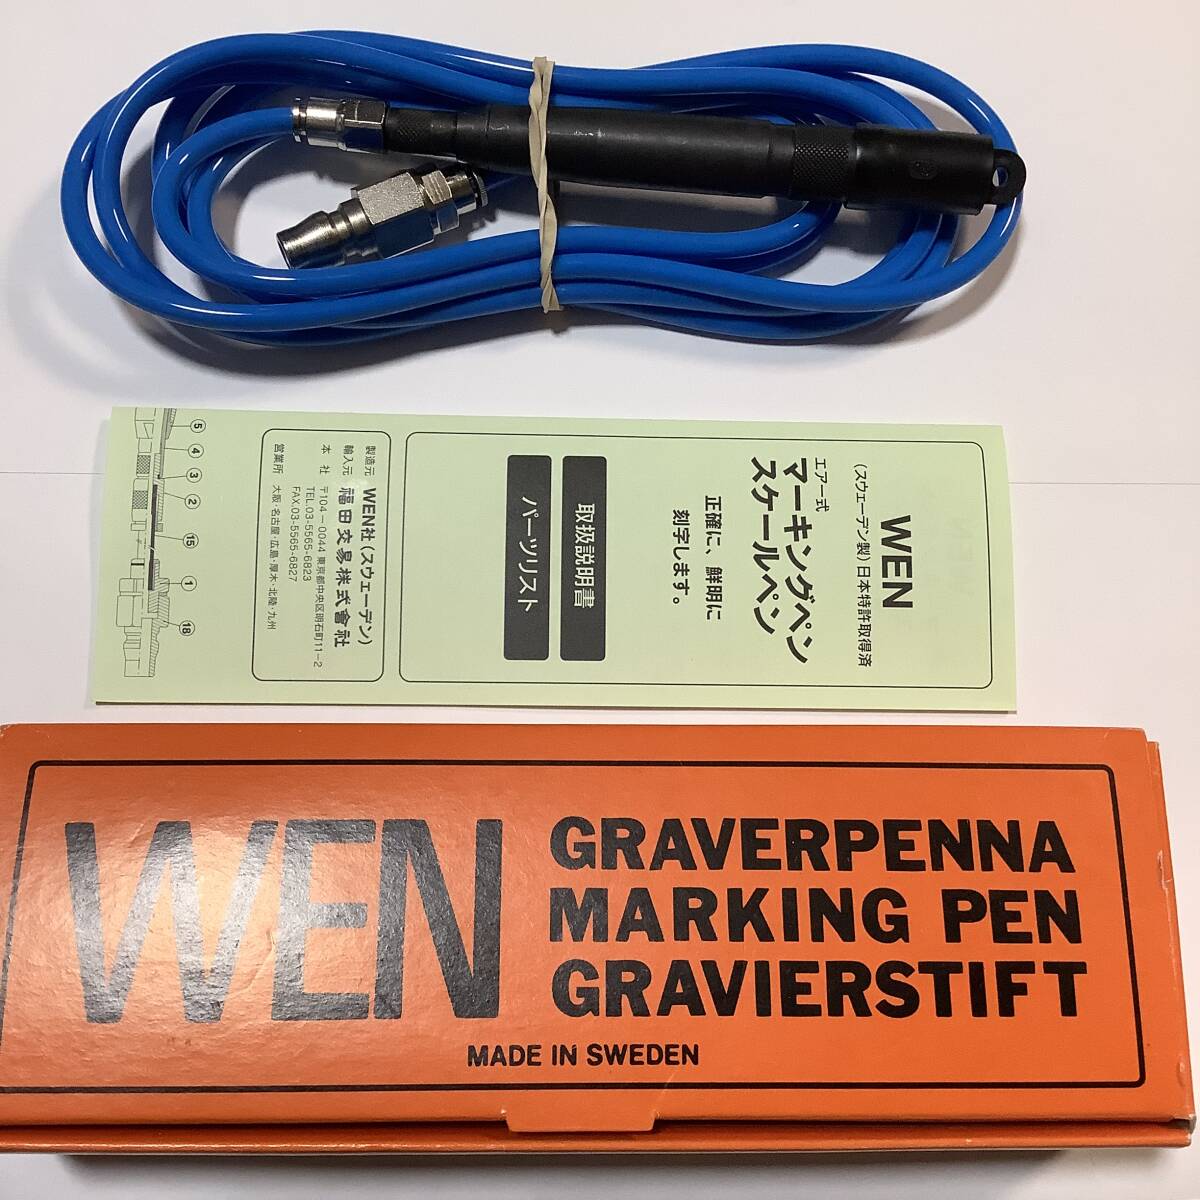 WEN
(スウェーデン製)日本特許取得済
エアー式
マーキングペン
スケールペン
正確に、鮮明に
刻字します。
取扱説明書
パーツリスト
製造元 WEN社(スウェーデン)
輸入元 福田交易株式會社
本 社 〒104-0044 東京都中央区明石町11-2
TEL.03-5565-6823
FAX.03-5565-6827
営業所 大阪・名古屋・広島・厚木・北陸・九州
5
4
3
2
15
1
18
WEN
GRAVERPENNA
MARKING PEN
GRAVIERSTIFT
MADE IN SWEDEN